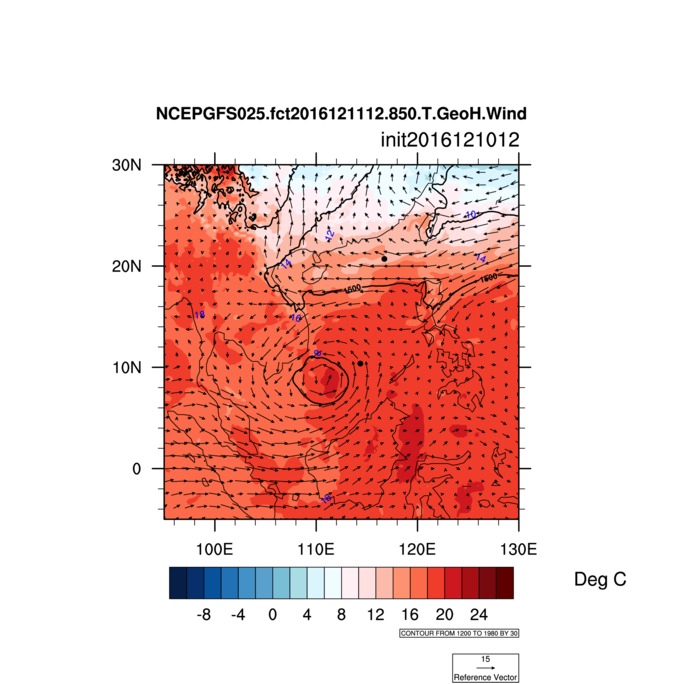 NCEPGFS025.fct2016121112.850.T.GeoH.Wind
init2016121012
30N
20N
10N
0
100E 110E 120E 130E
10
12
14
14
1500
1500
16
18
-8 -4 0 4 8 12 16 20 24
Deg C
CONTOUR FROM 1200 TO 1980 BY 30
15
Reference Vector